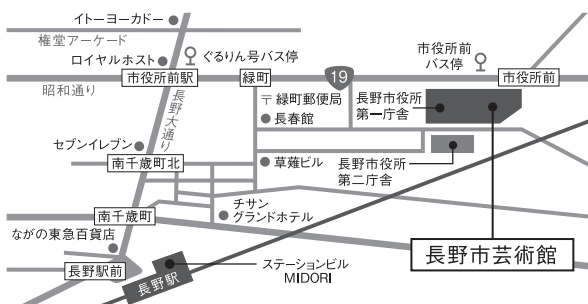 イトーヨーカドー
権堂アーケード
ロイヤルホスト
ぐるりん号バス停
市役所前
バス停
市役所前駅
緑町
19
市役所前
昭和通り
長野大通り
〒緑町郵便局
長春館
長野市役所
第一庁舎
セブンイレブン
南千歳町北
草薙ビル
長野市役所
第二庁舎
南千歳町
チサン
グランドホテル
ながの東急百貨店
長野市芸術館
長野駅前
ステーションビル
MIDORI
長野駅